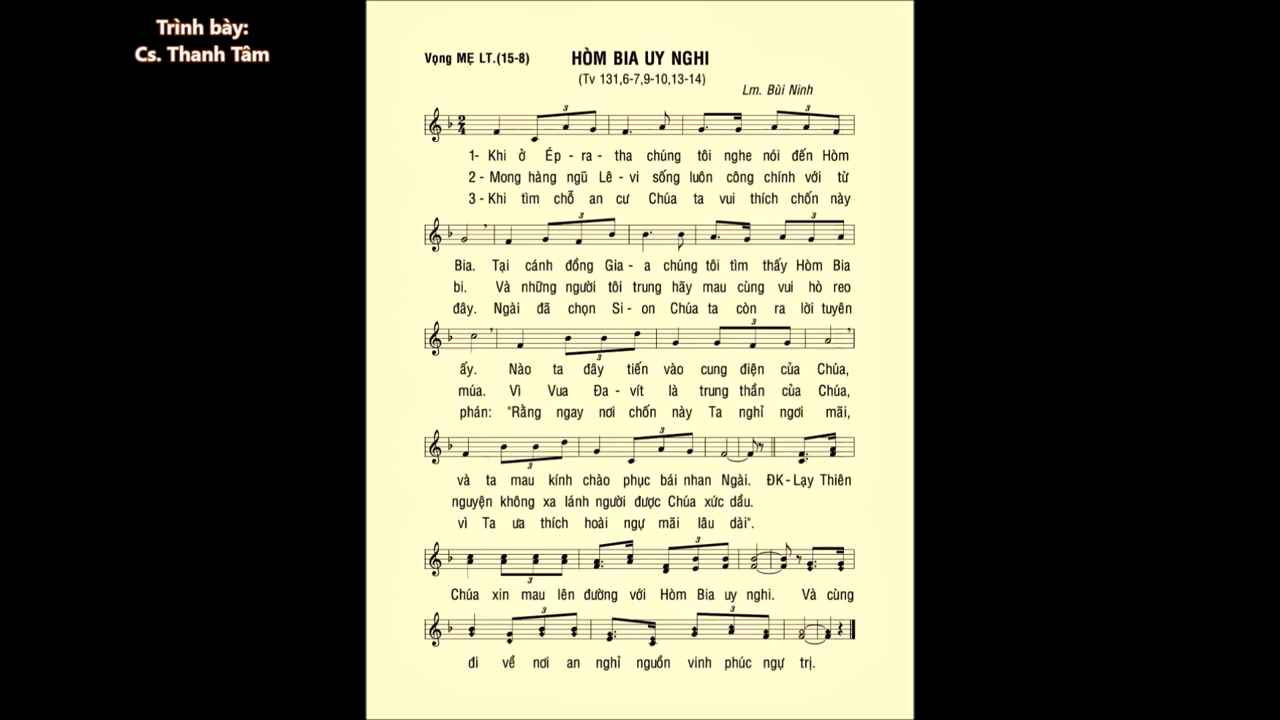 Trình bày:
Cs. Thanh Tâm
Vọng MẸ LT.(15-8)
HÒM BIA UY NGHI
(Tv 131,6-7,9-10,13-14)
Lm. Bùi Ninh
1- Khi ở Ép - ra - tha chúng tôi nghe nói đến Hòm
2 - Mong hàng ngũ Lê - vi sống luôn công chính với từ
3 - Khi tìm chỗ an cư Chúa ta vui thích chốn này
Bia. Tại cánh đồng Gia - a chúng tôi tìm thấy Hòm Bia
bi. Và những người tôi trung hãy mau cùng vui hò reo
đây. Ngài đã chọn Si - on Chúa ta còn ra lời tuyên
ấy. Nào ta đây tiến vào cung điện của Chúa,
múa. Vì Vua Đa - vít là trung thần của Chúa,
phán: "Rằng ngay nơi chốn này Ta nghỉ ngơi mãi,
và ta mau kính chào phục bái nhan Ngài. ĐK-Lạy Thiên
nguyện không xa lánh người được Chúa xức dầu.
vì Ta ưa thích hoài ngự mãi lâu dài".
Chúa xin mau lên đường với Hòm Bia uy nghi. Và cùng
đi về nơi an nghỉ nguồn vinh phúc ngự trị.